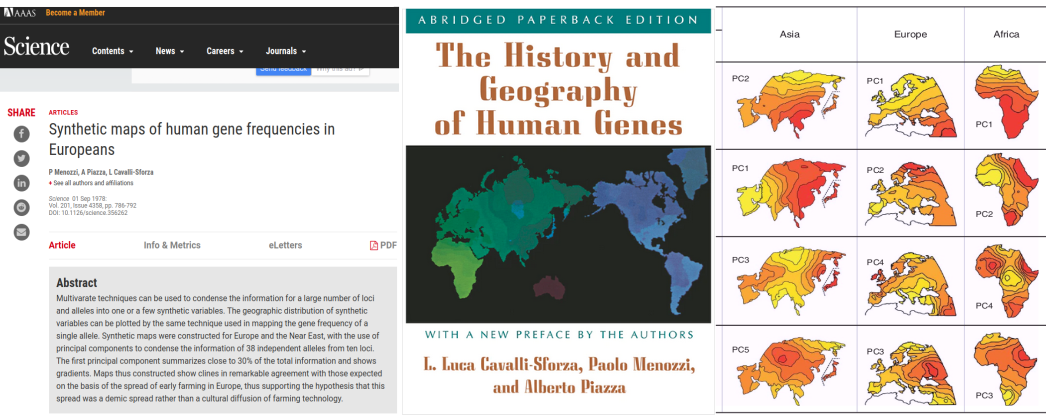 AAAS
Become a Member
Science
Contents
News
Careers
Journals
Send feedback
Why this ad?
SHARE
ARTICLES
Synthetic maps of human gene frequencies in
Europeans
P Menozzi, A Piazza, L Cavalli-Sforza
+ See all authors and affiliations
Science 01 Sep 1978:
Vol. 201, Issue 4358, pp. 786-792
DOI: 10.1126/science.356262
Article
Info & Metrics
eLetters
PDF
Abstract
Multivariate techniques can be used to condense the information for a large number of loci
and alleles into one or a few synthetic variables. The geographic distribution of synthetic
variables can be plotted by the same technique used in mapping the gene frequency of a
single allele. Synthetic maps were constructed for Europe and the Near East, with the use of
principal components to condense the information of 38 independent alleles from ten loci.
The first principal component summarizes close to 30% of the total information and shows
gradients. Maps thus constructed show clines in remarkable agreement with those expected
on the basis of the spread of early farming in Europe, thus supporting the hypothesis that this
spread was a demic spread rather than a cultural diffusion of farming technology.
ABRIDGED PAPERBACK EDITION
The History and
Geography
of Human Genes
WITH A NEW PREFACE BY THE AUTHORS
L. Luca Cavalli-Sforza, Paolo Menozzi,
and Alberto Piazza
Asia
Europe
Africa
PC2
PC1
PC1
PC1
PC2
PC2
PC3
PC4
PC4
PC5
PC3
PC3